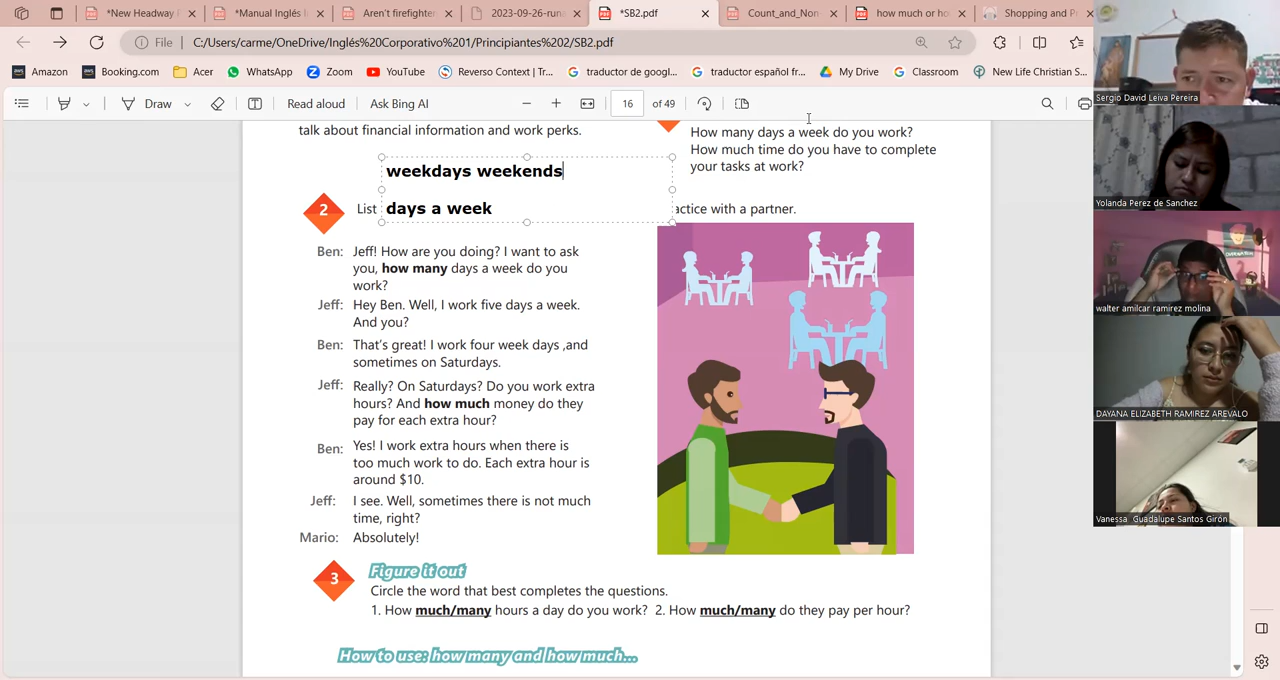 *New Headway
*Manual Inglés
Aren't firefighter
2023-09-26-runa
*SB2.pdf
Count_and_Non
how much or ho
Shopping and P
File
C:/Users/carme/OneDrive/Inglés%20Corporativo%201/Principiantes%202/SB2.pdf
Amazon
Booking.com
Acer
WhatsApp
Zoom
YouTube
Reverso Context | Tr...
traductor de googl...
traductor español fr...
My Drive
Classroom
New Life Christian S...
Draw
Read aloud
Ask Bing AI
16
of 49
talk about financial information and work perks.
How many days a week do you work?
How much time do you have to complete
your tasks at work?
weekdays weekends
2
List
days a week
actice with a partner.
Ben: Jeff! How are you doing? I want to ask
you, how many days a week do you
work?
Jeff: Hey Ben. Well, I work five days a week.
And you?
Ben: That's great! I work four week days ,and
sometimes on Saturdays.
Jeff: Really? On Saturdays? Do you work extra
hours? And how much money do they
pay for each extra hour?
Ben: Yes! I work extra hours when there is
too much work to do. Each extra hour is
around $10.
Jeff: I see. Well, sometimes there is not much
time, right?
Mario: Absolutely!
3
Figure it out
Circle the word that best completes the questions.
1. How much/many hours a day do you work? 2. How much/many do they pay per hour?
How to use: how many and how much...
Sergio David Leiva Pereira
Yolanda Perez de Sanchez
walter amilcar ramirez molina
DAYANA ELIZABETH RAMIREZ AREVALO
Vanessa Guadalupe Santos Girón